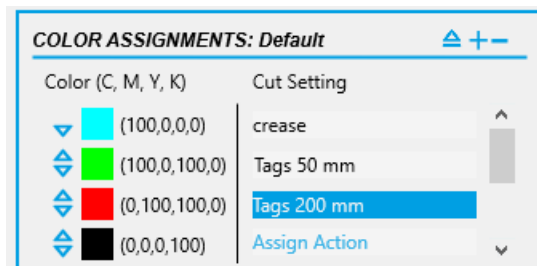 COLOR ASSIGNMENTS: Default
Color (C, M, Y, K) Cut Setting
(100,0,0,0) crease
(100,0,100,0) Tags 50 mm
(0,100,100,0) Tags 200 mm
(0,0,0,100) Assign Action